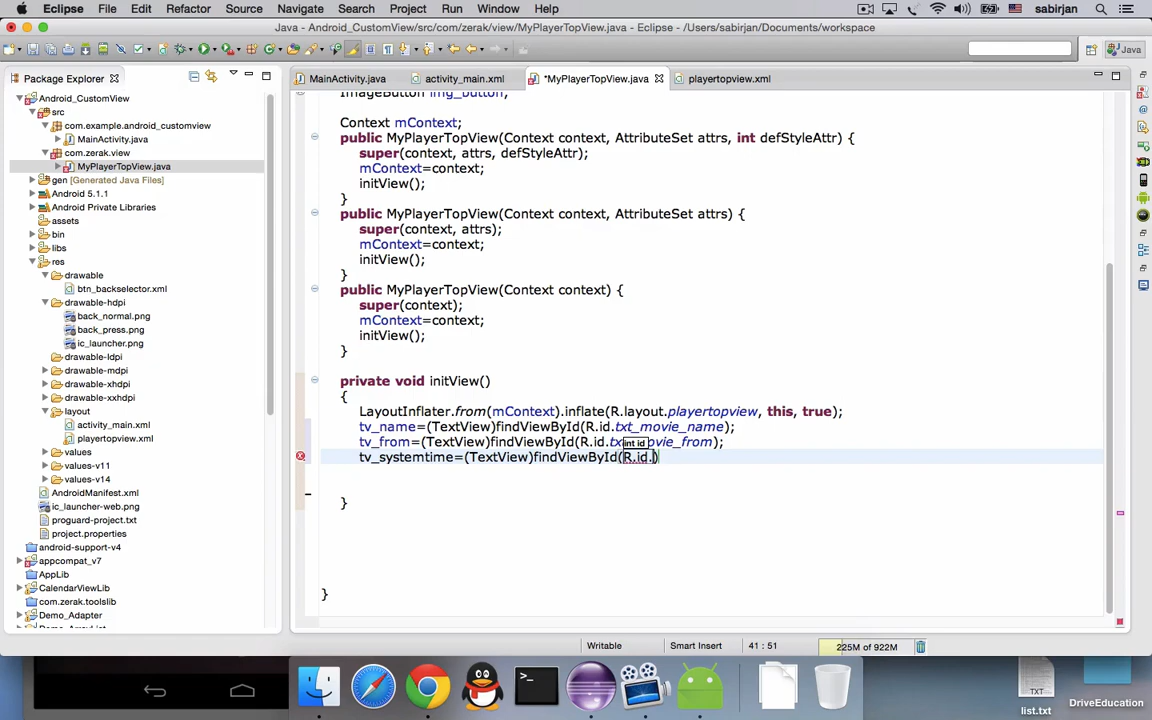 Eclipse File Edit Refactor Source Navigate Search Project Run Window Help sabirjan
Java - Android_CustomView/src/com/zerak/view/MyPlayerTopView.java - Eclipse - /Users/sabirjan/Documents/workspace
Java
Package Explorer
Android_CustomView
src
com.example.android_customview
MainActivity.java
com.zerak.view
MyPlayerTopView.java
gen [Generated Java Files]
Android 5.1.1
Android Private Libraries
assets
bin
libs
res
drawable
btn_backselector.xml
drawable-hdpi
back_normal.png
back_press.png
ic_launcher.png
drawable-ldpi
drawable-mdpi
drawable-xhdpi
drawable-xxhdpi
layout
activity_main.xml
playertopview.xml
values
values-v11
values-v14
AndroidManifest.xml
ic_launcher-web.png
proguard-project.txt
project.properties
android-support-v4
appcompat_v7
AppLib
CalendarViewLib
com.zerak.toolslib
Demo_Adapter
Demo_ArrayList
MainActivity.java activity_main.xml *MyPlayerTopView.java playertopview.xml
ImageButton img_button;
Context mContext;
public MyPlayerTopView(Context context, AttributeSet attrs, int defStyleAttr) {
super(context, attrs, defStyleAttr);
mContext=context;
initView();
}
public MyPlayerTopView(Context context, AttributeSet attrs) {
super(context, attrs);
mContext=context;
initView();
}
public MyPlayerTopView(Context context) {
super(context);
mContext=context;
initView();
}
private void initView()
{
LayoutInflater.from(mContext).inflate(R.layout.playertopview, this, true);
tv_name=(TextView)findViewById(R.id.txt_movie_name);
tv_from=(TextView)findViewById(R.id.tx ovie_from);
int id
tv_systemtime=(TextView)findViewById(R.id.)
}
}
Writable Smart Insert 41 : 51 225M of 922M
TXT
list.txt
DriveEducation